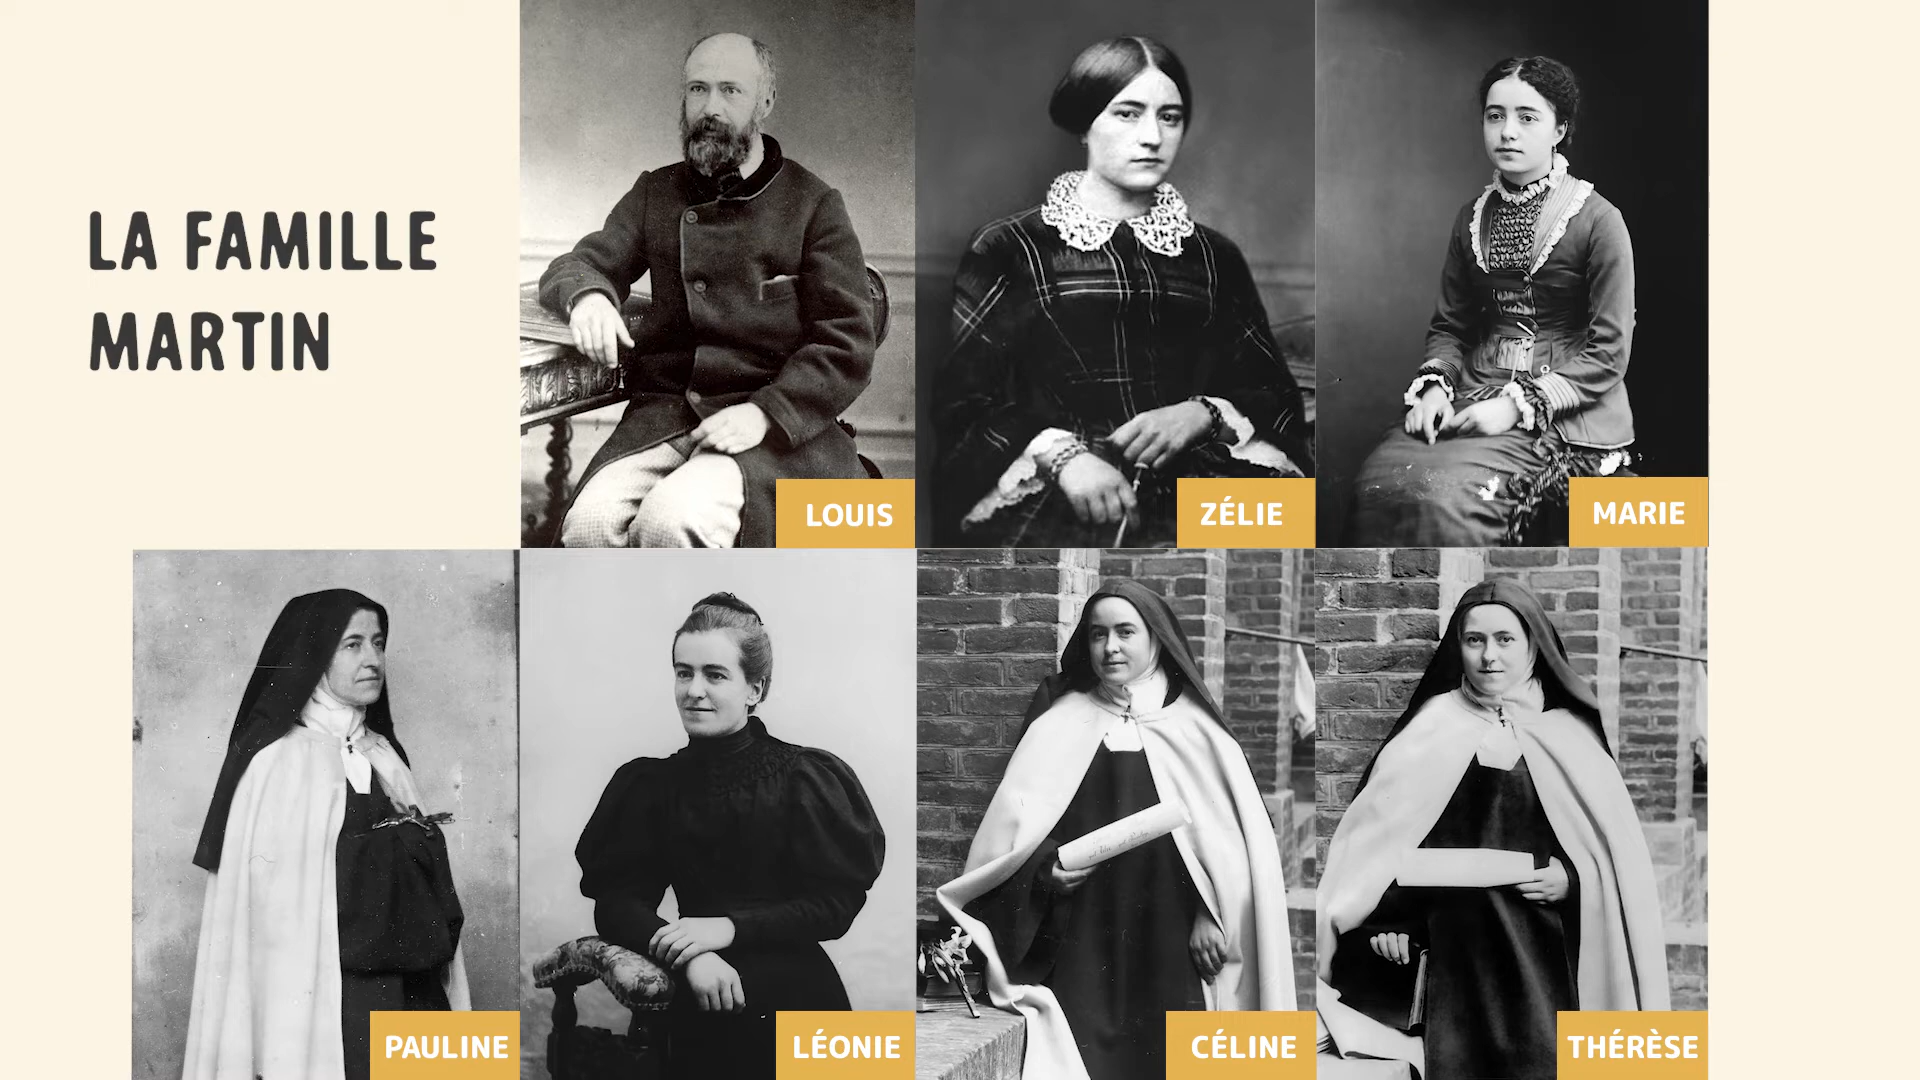 LA FAMILLE
MARTIN
LOUIS
ZÉLIE
MARIE
PAULINE
LÉONIE
CÉLINE
THÉRÈSE